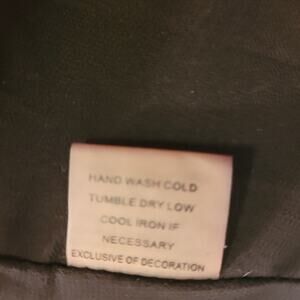 HAND WASH COLD
TUMBLE DRY LOW
COOL IRON IF
NECESSARY
EXCLUSIVE OF DECORATION